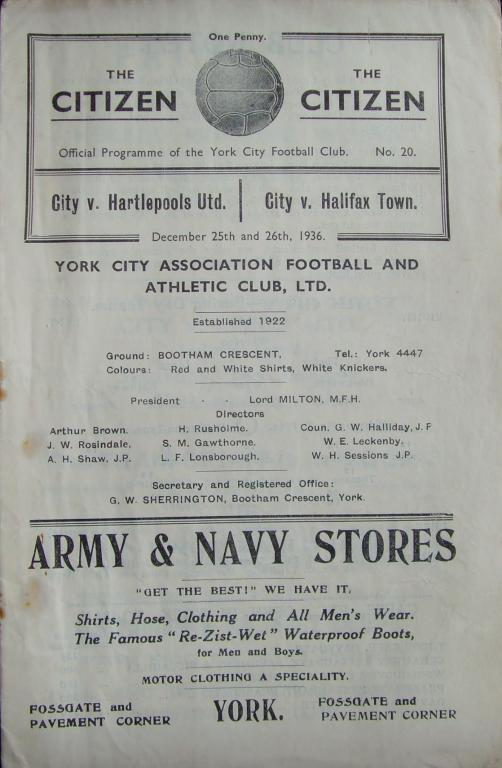 One Penny.
THE THE
CITIZEN CITIZEN
Official Programme of the York City Football Club. No. 20.
City v. Hartlepools Utd. City v. Halifax Town.
December 25th and 26th, 1936.
YORK CITY ASSOCIATION FOOTBALL AND
ATHLETIC CLUB, LTD.
Established 1922
Ground: BOOTHAM CRESCENT, Tel.: York 4447
Colours: Red and White Shirts, White Knickers.
President - - Lord MILTON, M.F.H.
Directors
Arthur Brown. H, Rusholme. Coun. G. W. Halliday, J.F
J. W. Rosindale, S. M. Gawthorne. W. E. Leckenby.
A. H. Shaw, J.P. L. F. Lonsborough. W. H. Sessions J.P.
Secretary and Registered Office:
G. W. SHERRINGTON, Bootham Crescent, York.
ARMY & NAVY STORES
"GET THE BEST!" WE HAVE IT,
Shirts, Hose, Clothing and All Men's Wear.
The Famous "Re-Zist-Wet" Waterproof Boots,
for Men and Boys.
MOTOR CLOTHING A SPECIALITY.
FOSSGATE and YORK. FOSSGATE and
PAVEMENT CORNER PAVEMENT CORNER